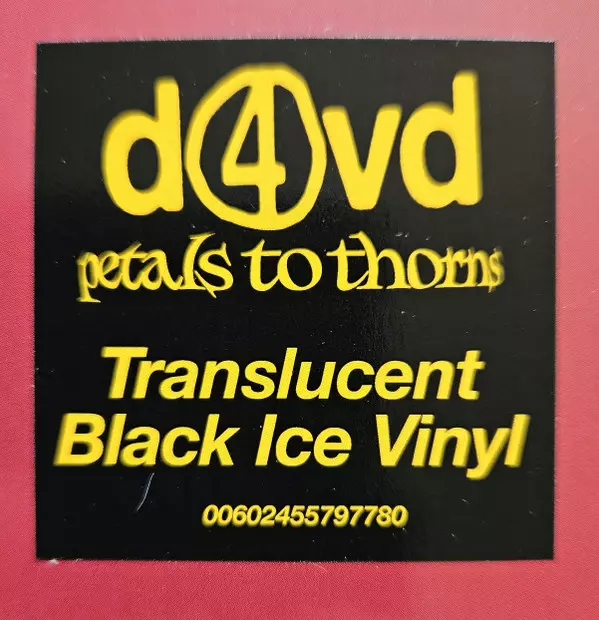 d4vd
petals to thorns
Translucent
Black Ice Vinyl
00602455797780